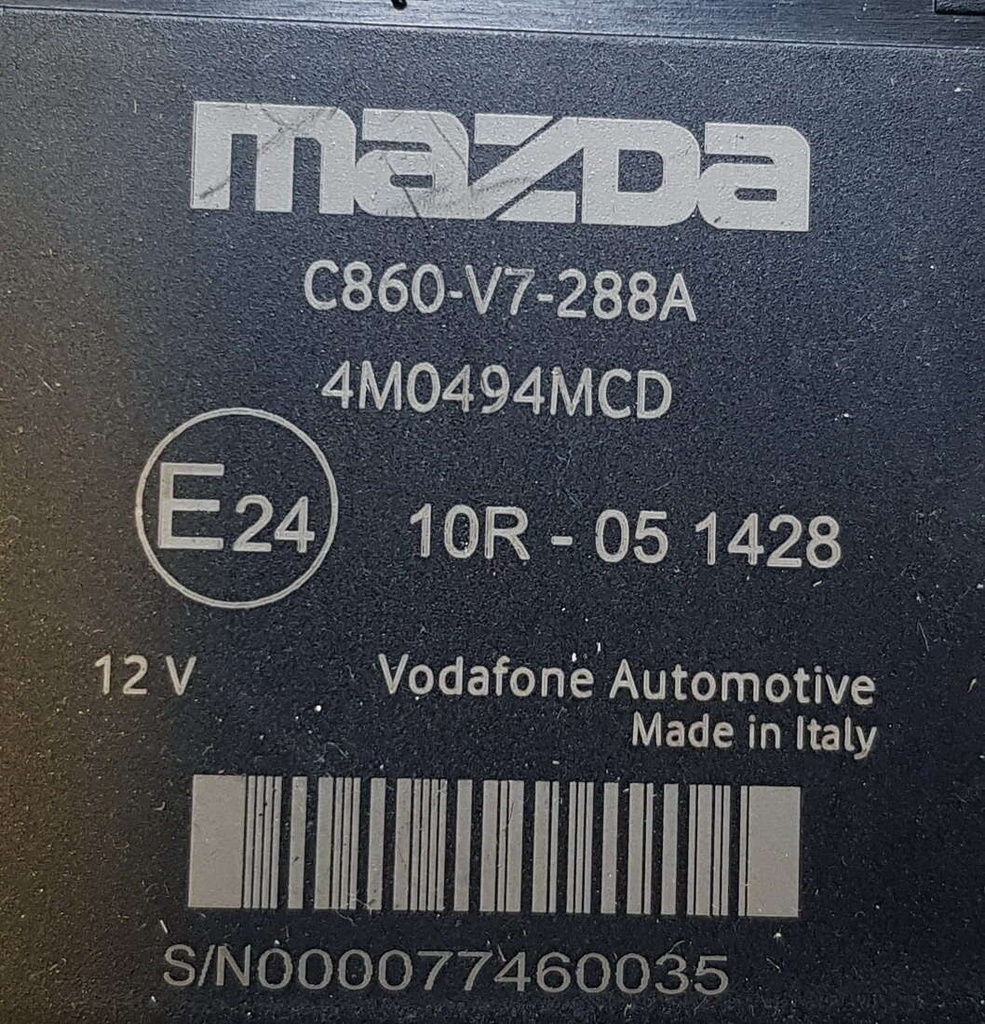 mazda
C860-V7-288A
4M0494MCD
E24 10R - 05 1428
12 V Vodafone Automotive
Made in Italy
S/N000077460035